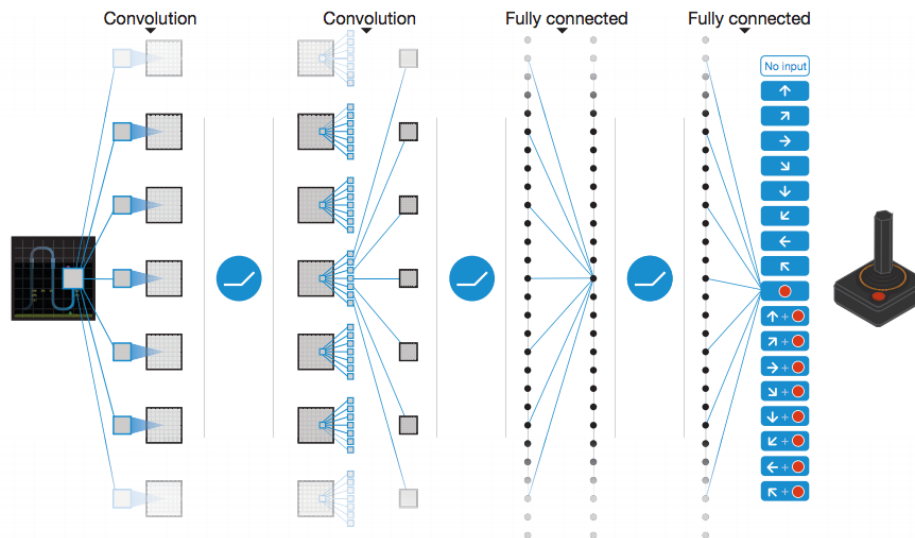 Convolution
Convolution
Fully connected
Fully connected
No input
+
+
+
+
+
+
+
+